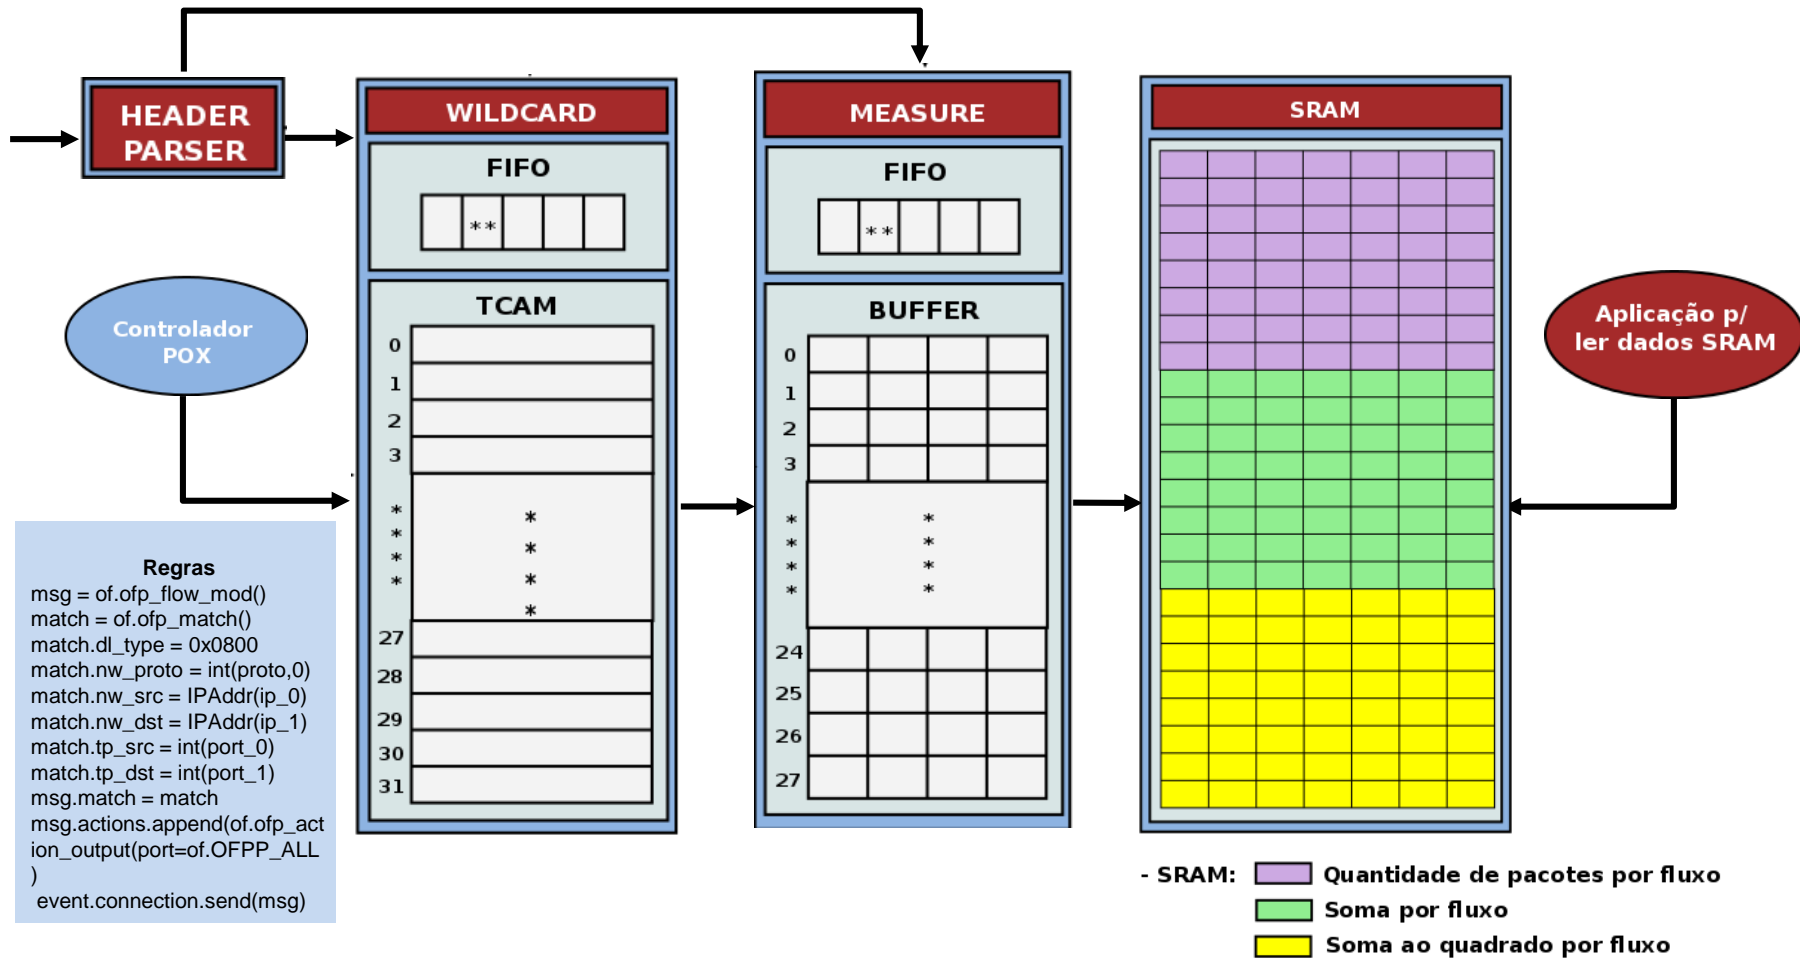 HEADER
PARSER
WILDCARD
FIFO
**
TCAM
0
1
2
3
*
*
*
*
*
*
*
*
27
28
29
30
31
MEASURE
FIFO
**
BUFFER
0
1
2
3
*
*
*
*
*
*
*
*
24
25
26
27
SRAM
Controlador
POX
Aplicação p/
ler dados SRAM
Regras
msg = of.ofp_flow_mod()
match = of.ofp_match()
match.dl_type = 0x0800
match.nw_proto = int(proto,0)
match.nw_src = IPAddr(ip_0)
match.nw_dst = IPAddr(ip_1)
match.tp_src = int(port_0)
match.tp_dst = int(port_1)
msg.match = match
msg.actions.append(of.ofp_act
ion_output(port=of.OFPP_ALL
)
event.connection.send(msg)
- SRAM:
Quantidade de pacotes por fluxo
Soma por fluxo
Soma ao quadrado por fluxo